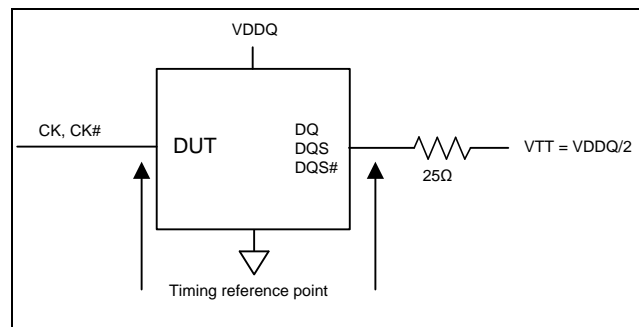 VDDQ
CK, CK#
DUT
DQ
DQS
DQS#
25Ω
VTT = VDDQ/2
Timing reference point